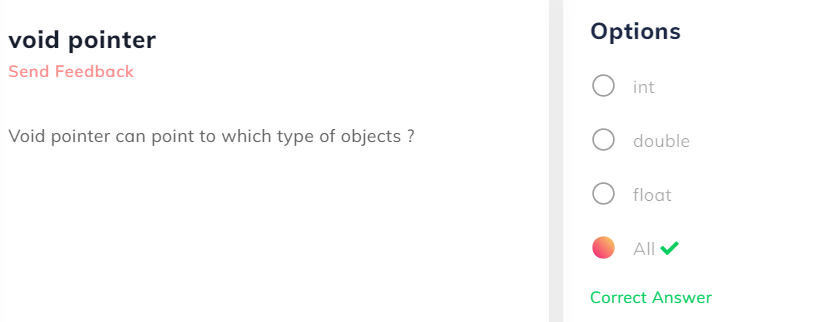 void pointer
Send Feedback
Void pointer can point to which type of objects ?
Options
int
double
float
All
Correct Answer